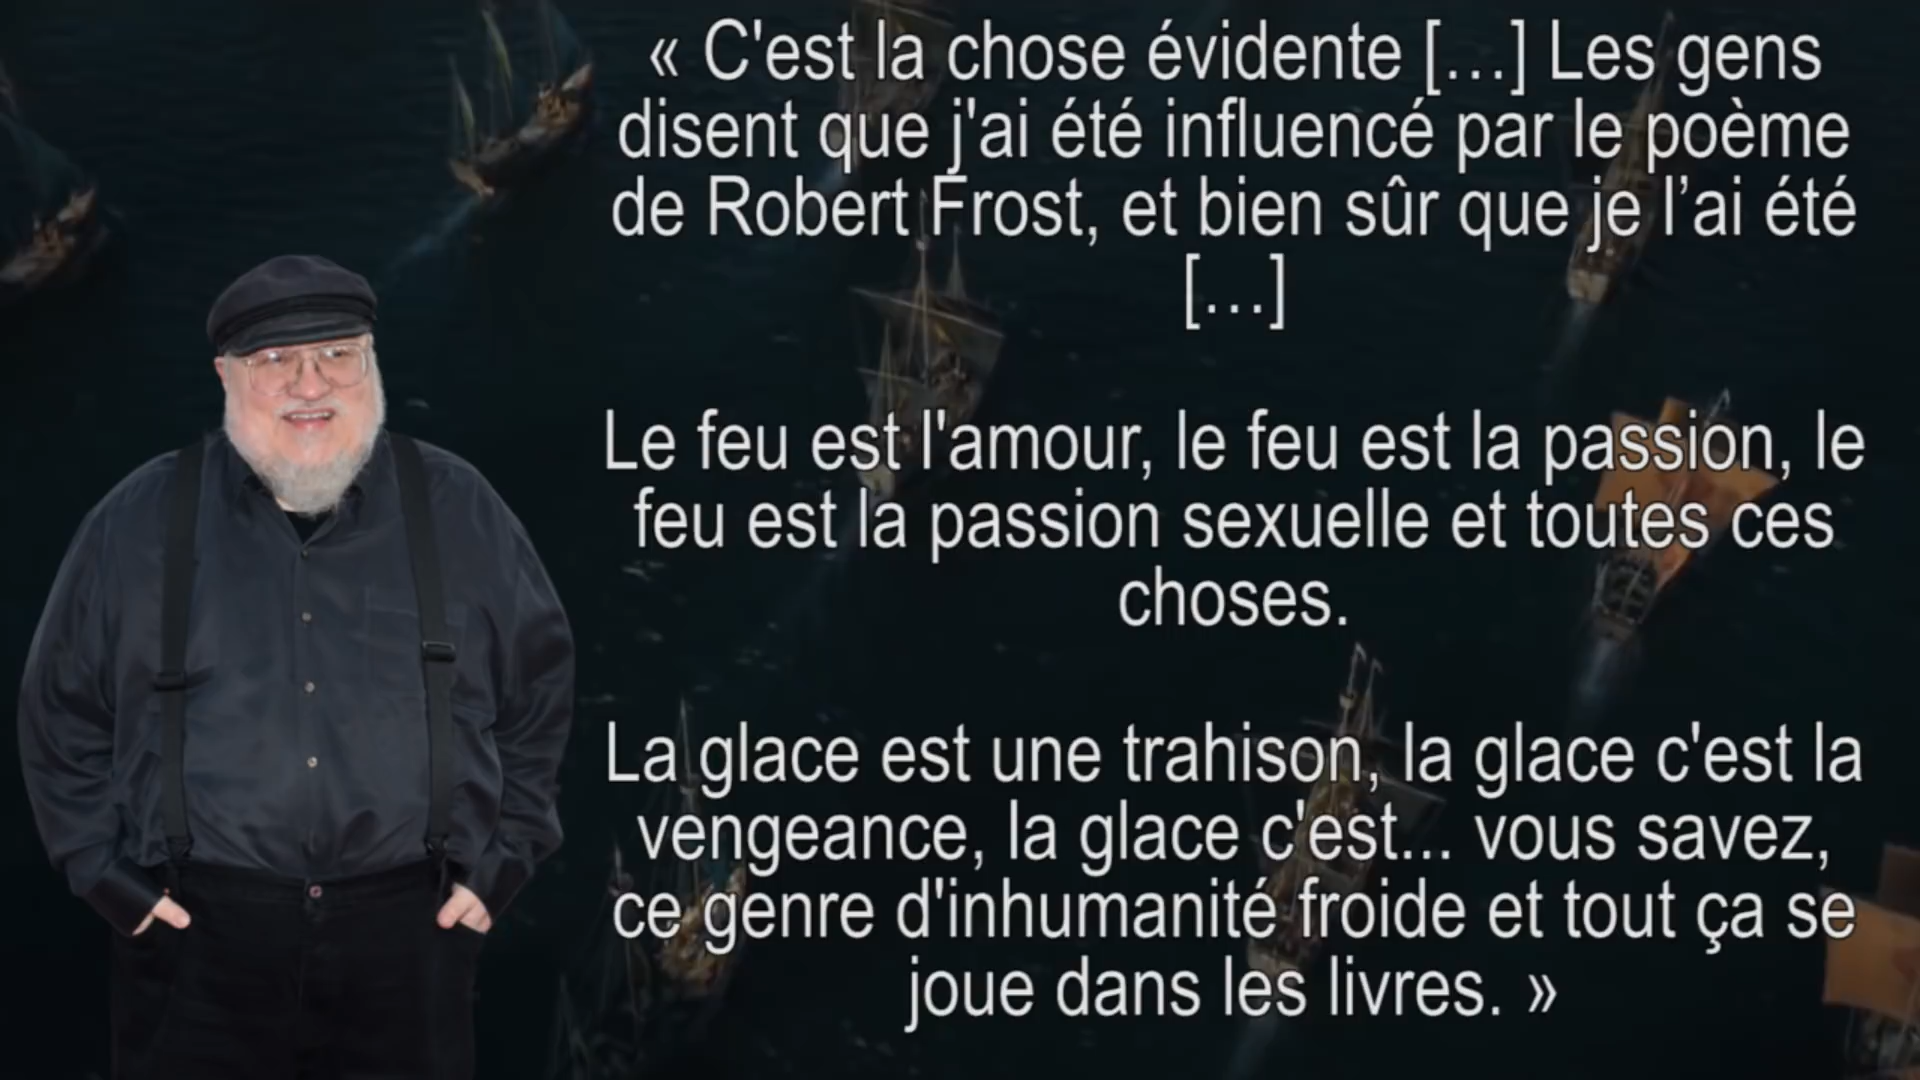 « C'est la chose évidente […] Les gens
disent que j'ai été influencé par le poème
de Robert Frost, et bien sûr que je l’ai été
[…]
Le feu est l'amour, le feu est la passion, le
feu est la passion sexuelle et toutes ces
choses.
La glace est une trahison, la glace c'est la
vengeance, la glace c'est... vous savez,
ce genre d'inhumanité froide et tout ça se
joue dans les livres. »